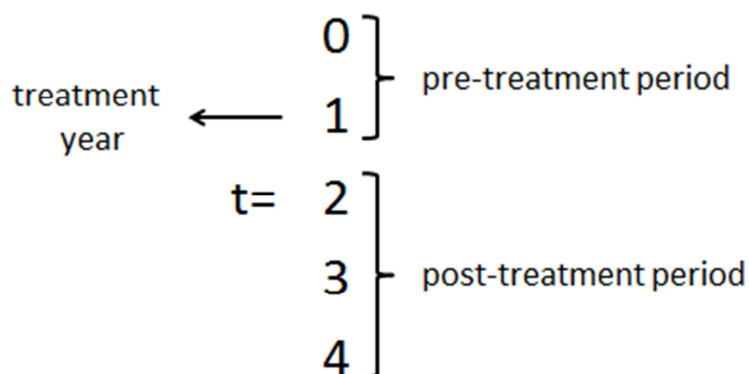 0
pre-treatment period
treatment
year
1
t= 2
3
post-treatment period
4